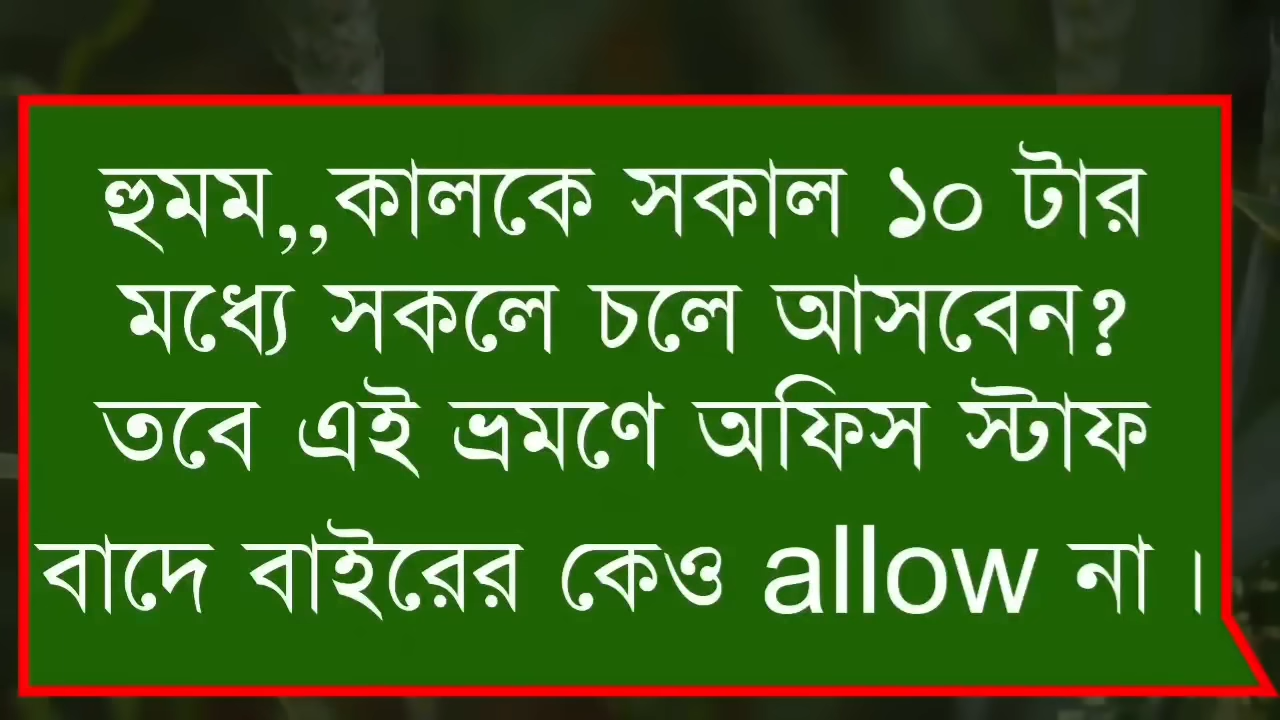 হুমম,,কালকে সকাল ১০ টার
মধ্যে সকলে চলে আসবেন?
তবে এই ভ্রমণে অফিস স্টাফ
বাদে বাইরের কেও allow না।